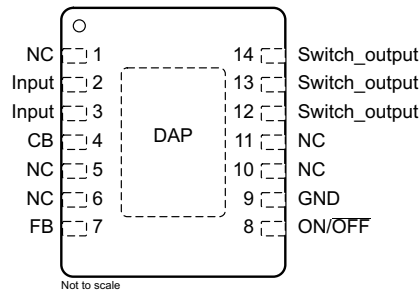 NC 1 14 Switch_output
Input 2 13 Switch_output
Input 3 12 Switch_output
CB 4 DAP 11 NC
NC 5 10 NC
NC 6 9 GND
FB 7 8 ON/OFF
Not to scale